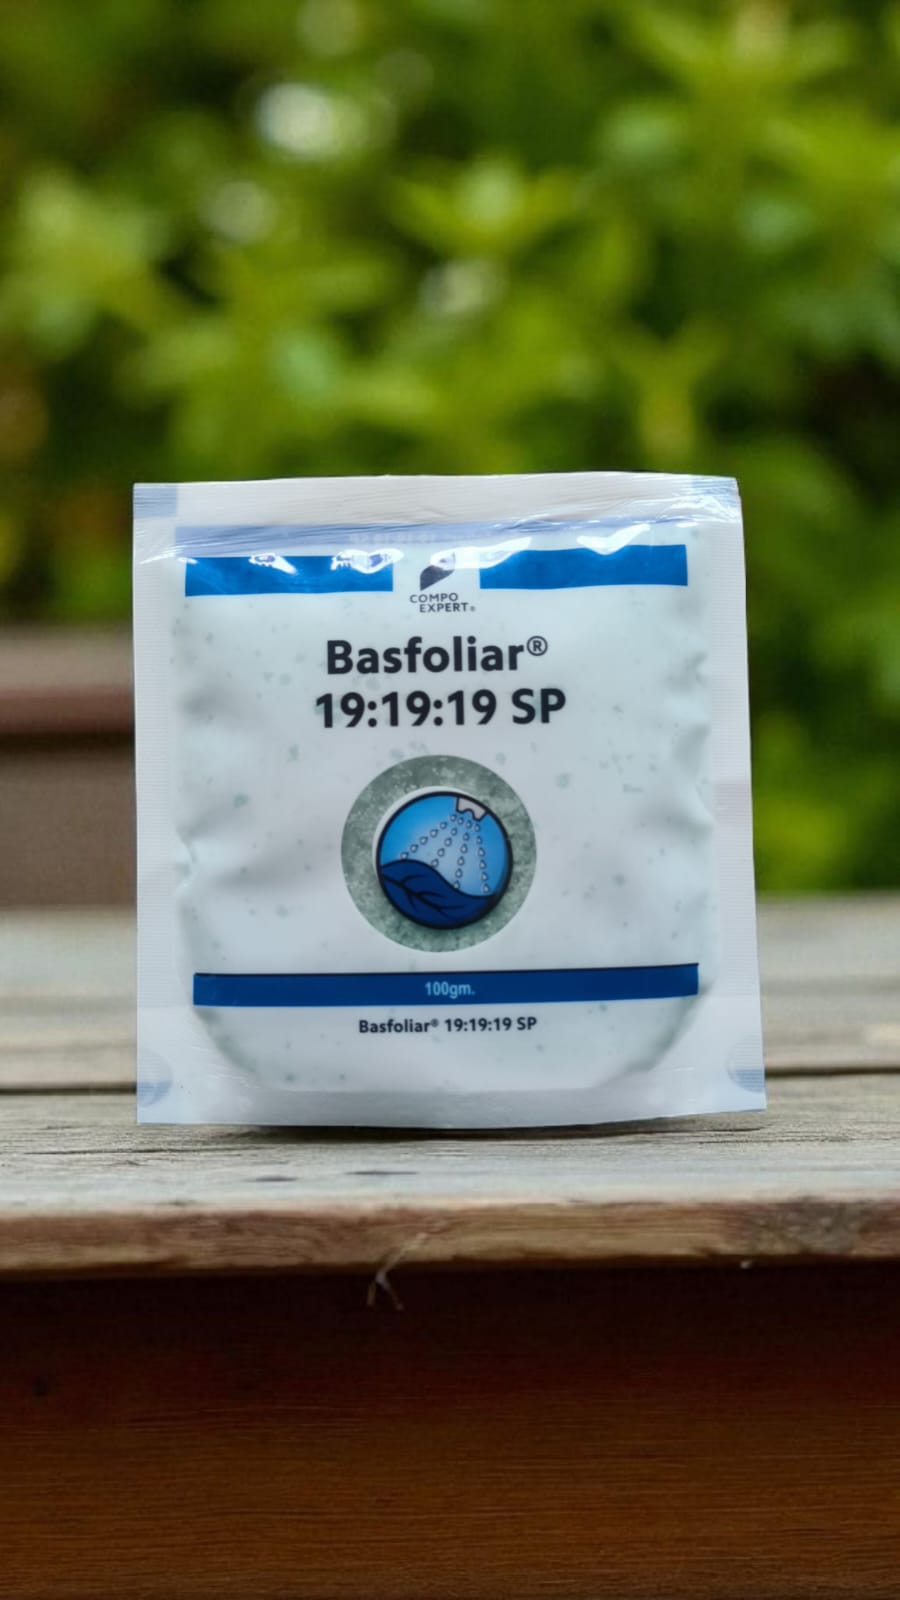 COMPO
EXPERT®
Basfoliar®
19:19:19 SP
100gm.
Basfoliar® 19:19:19 SP